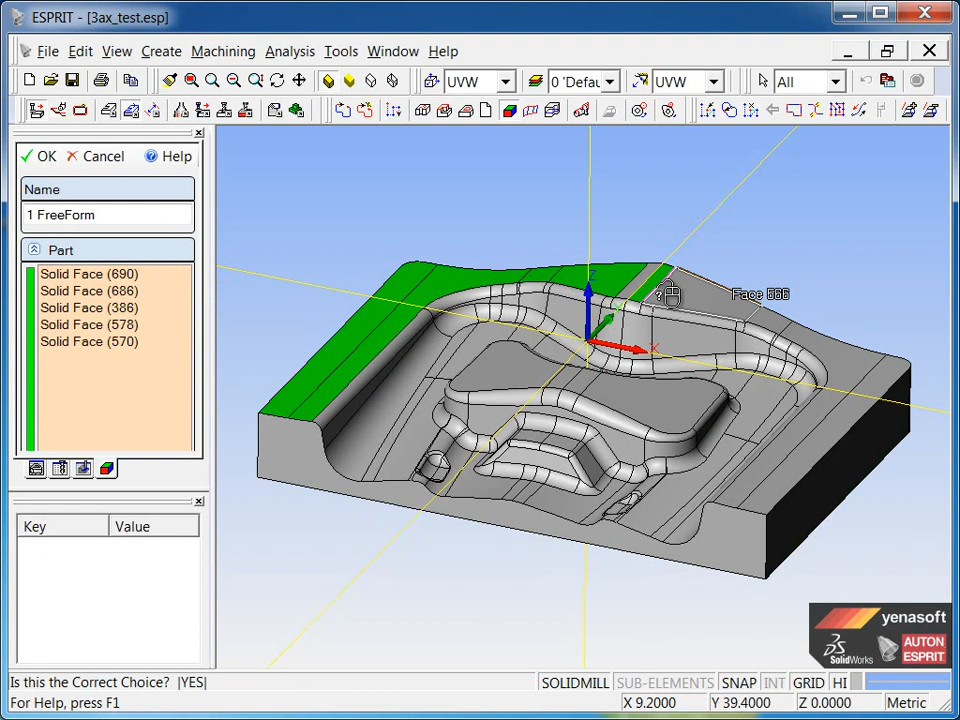 ESPRIT - [3ax_test.esp]
File Edit View Create Machining Analysis Tools Window Help
UVW 0 'Defau UVW All
OK Cancel ? Help
Name
1 FreeForm
Part
Solid Face (690)
Solid Face (686)
Solid Face (386)
Solid Face (578)
Solid Face (570)
Key Value
Z
Y
X
Face 666
yenasoft
SolidWorks
AUTON
ESPRIT
Is this the Correct Choice? |YES|
SOLIDMILL SUB-ELEMENTS SNAP INT GRID HI
For Help, press F1
X 9.2000 Y 39.4000 Z 0.0000 Metric